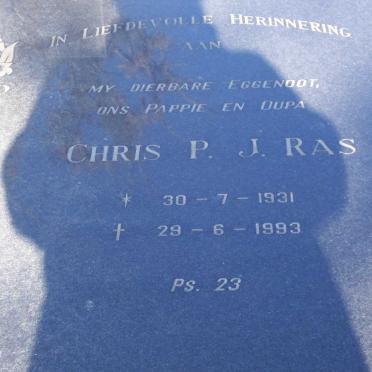 In Liefdevolle Herinnering
aan
my dierbare Eggenoot,
ons Pappie en Oupa
Chris P. J. Ras
* 30 - 7 - 1931
† 29 - 6 - 1993
Ps. 23